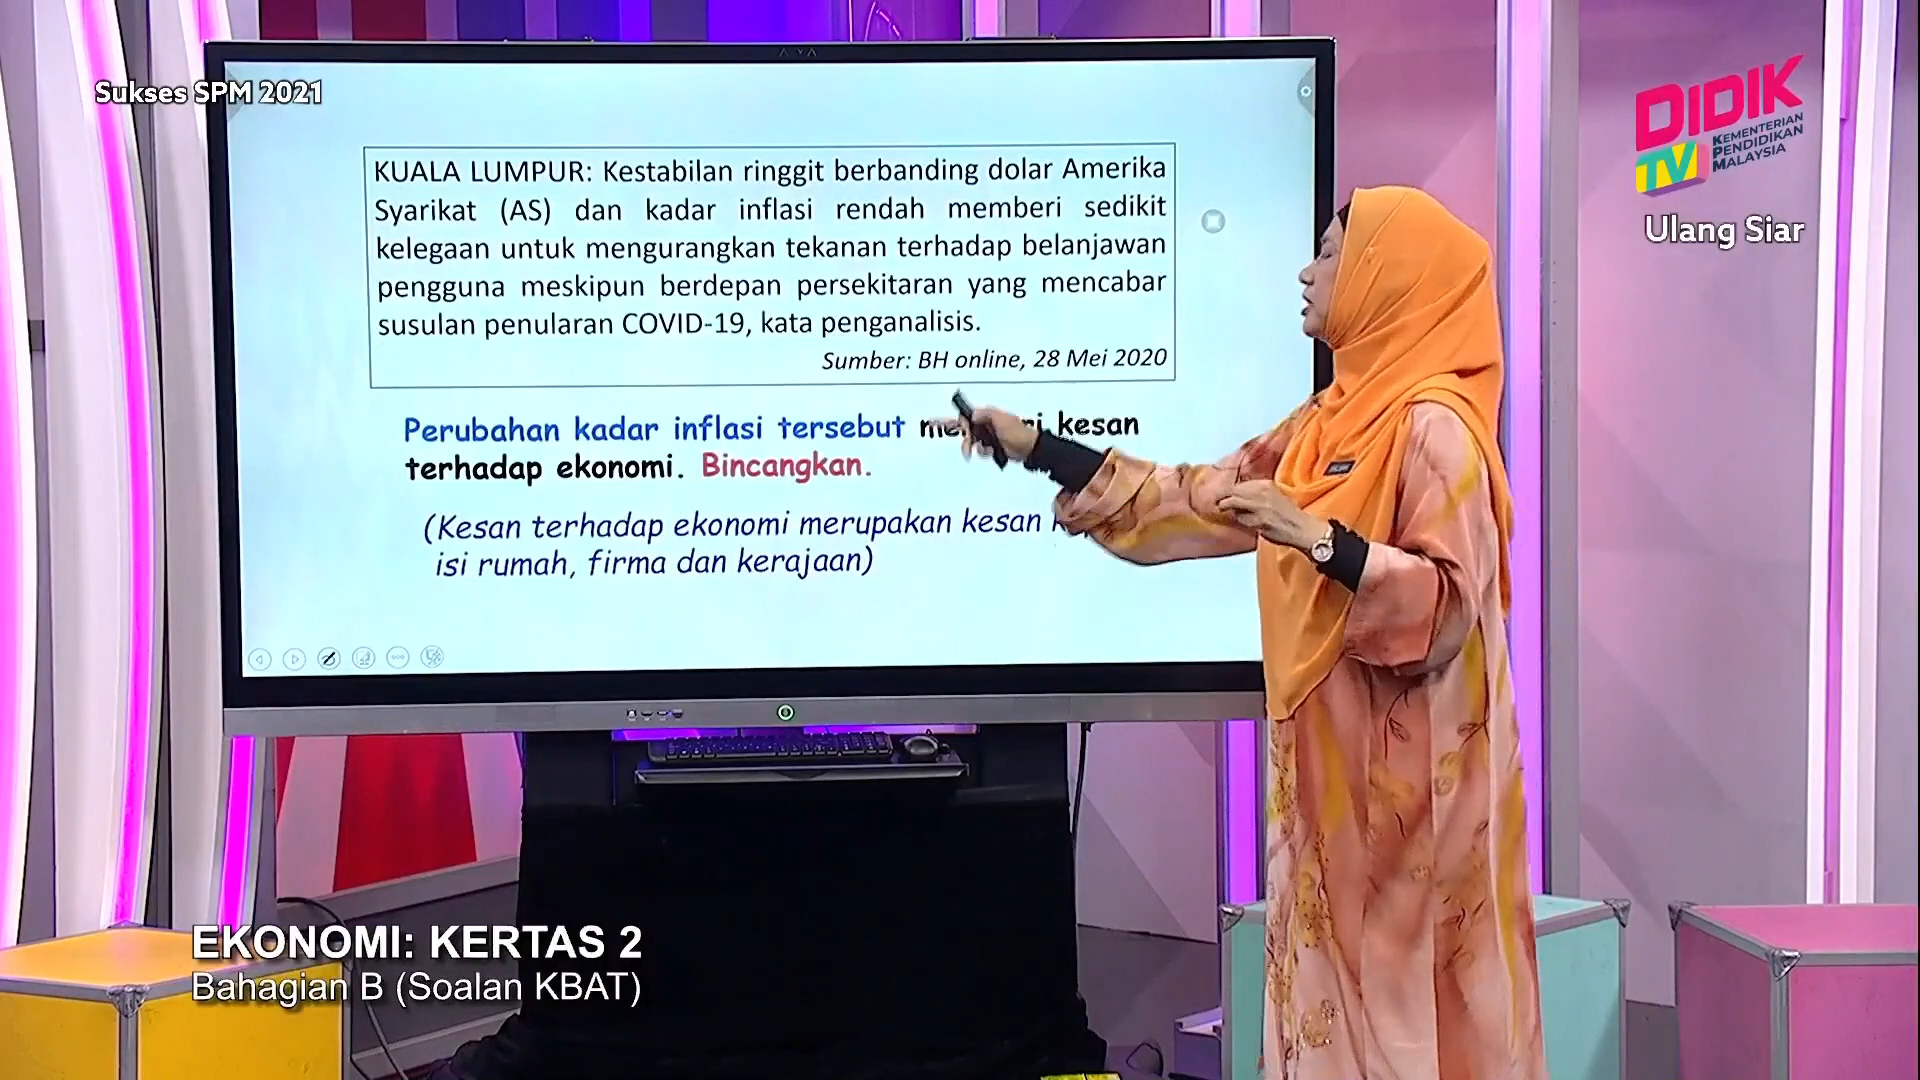 Sukses SPM 2021
DIDIK
TV
KEMENTERIAN
PENDIDIKAN
MALAYSIA
Ulang Siar
KUALA LUMPUR: Kestabilan ringgit berbanding dolar Amerika
Syarikat (AS) dan kadar inflasi rendah memberi sedikit
kelegaan untuk mengurangkan tekanan terhadap belanjawan
pengguna meskipun berdepan persekitaran yang mencabar
susulan penularan COVID-19, kata penganalisis.
Sumber: BH online, 28 Mei 2020
Perubahan kadar inflasi tersebut kesan
terhadap ekonomi. Bincangkan.
(Kesan terhadap ekonomi merupakan kesan
isi rumah, firma dan kerajaan)
EKONOMI: KERTAS 2
Bahagian B (Soalan KBAT)